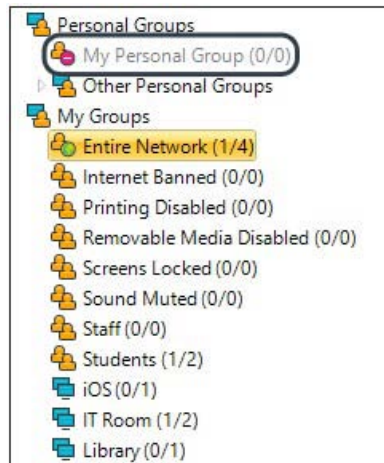 Personal Groups
My Personal Group (0/0)
Other Personal Groups
My Groups
Entire Network (1/4)
Internet Banned (0/0)
Printing Disabled (0/0)
Removable Media Disabled (0/0)
Screens Locked (0/0)
Sound Muted (0/0)
Staff (0/0)
Students (1/2)
iOS (0/1)
IT Room (1/2)
Library (0/1)